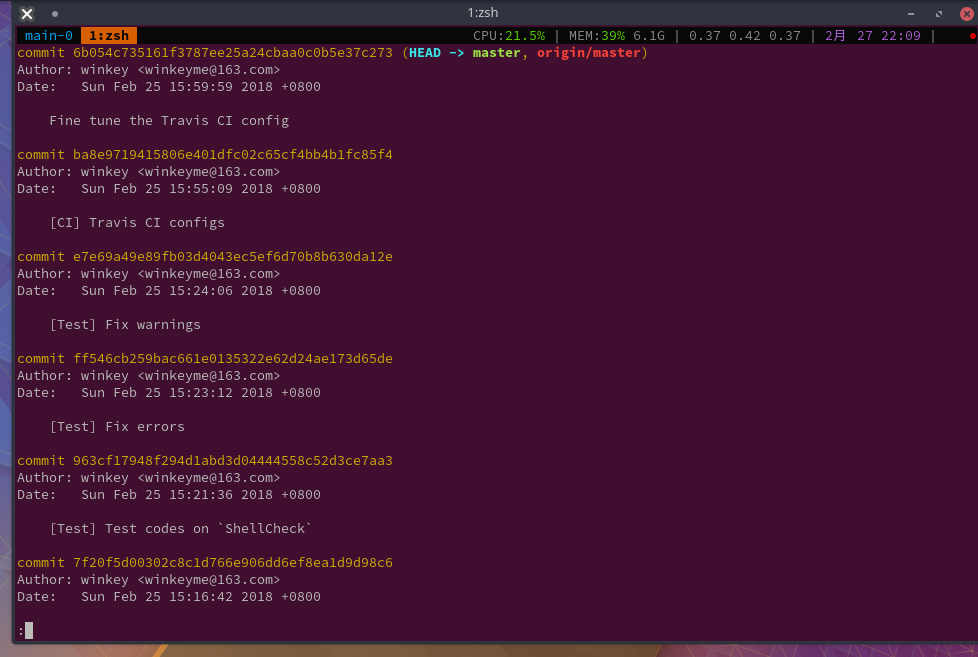 1:zsh
main-0 1:zsh CPU:21.5% | MEM:39% 6.1G | 0.37 0.42 0.37 | 2月 27 22:09 |
commit 6b054c735161f3787ee25a24cbaa0c0b5e37c273 (HEAD -> master, origin/master)
Author: winkey <winkeyme@163.com>
Date:   Sun Feb 25 15:59:59 2018 +0800
    Fine tune the Travis CI config
commit ba8e9719415806e401dfc02c65cf4bb4b1fc85f4
Author: winkey <winkeyme@163.com>
Date:   Sun Feb 25 15:55:09 2018 +0800
    [CI] Travis CI configs
commit e7e69a49e89fb03d4043ec5ef6d70b8b630da12e
Author: winkey <winkeyme@163.com>
Date:   Sun Feb 25 15:24:06 2018 +0800
    [Test] Fix warnings
commit ff546cb259bac661e0135322e62d24ae173d65de
Author: winkey <winkeyme@163.com>
Date:   Sun Feb 25 15:23:12 2018 +0800
    [Test] Fix errors
commit 963cf17948f294d1abd3d04444558c52d3ce7aa3
Author: winkey <winkeyme@163.com>
Date:   Sun Feb 25 15:21:36 2018 +0800
    [Test] Test codes on `ShellCheck`
commit 7f20f5d00302c8c1d766e906dd6ef8ea1d9d98c6
Author: winkey <winkeyme@163.com>
Date:   Sun Feb 25 15:16:42 2018 +0800
: